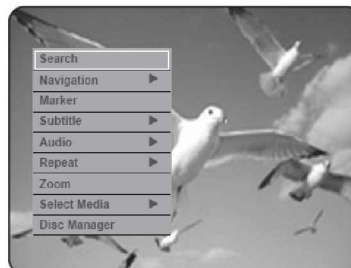 Search
Navigation
Marker
Subtitle
Audio
Repeat
Zoom
Select Media
Disc Manager